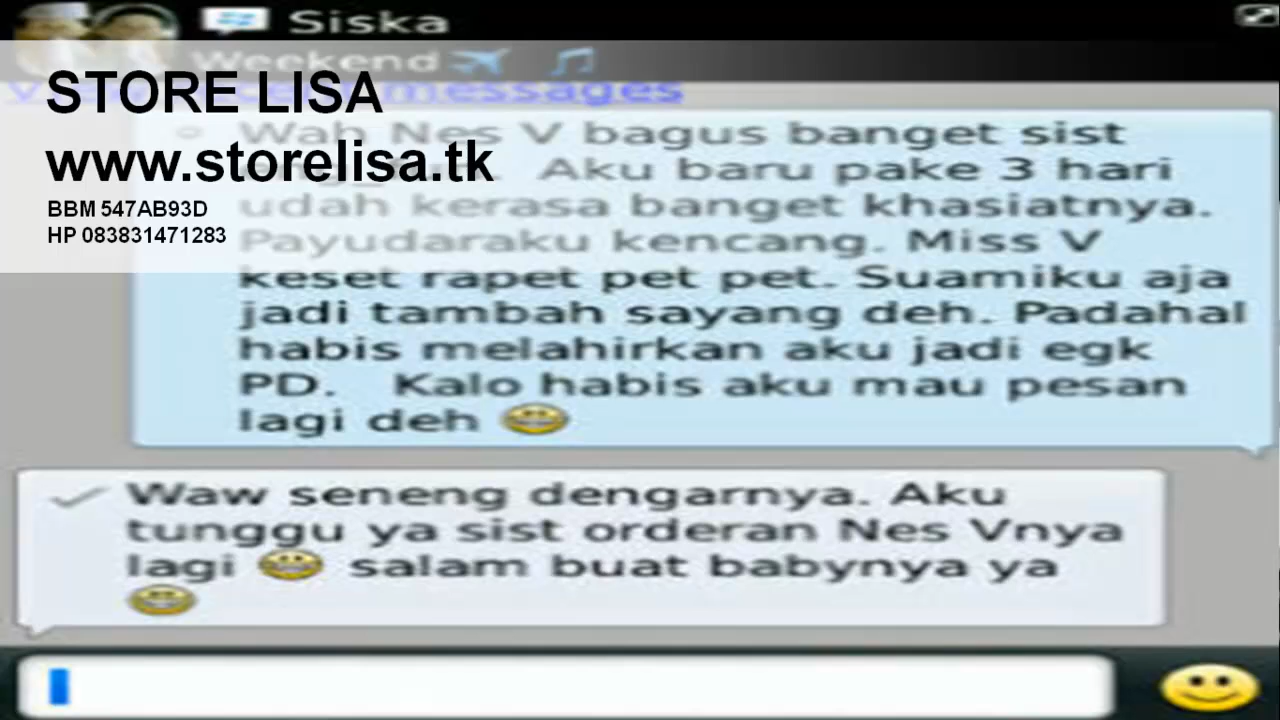 Siska
Weekend
messages
STORE LISA
www.storelisa.tk
BBM 547AB93D
HP 083831471283
Wah Nes V bagus banget sist
Aku baru pake 3 hari
udah kerasa banget khasiatnya.
Payudaraku kencang. Miss V
keset rapet pet pet. Suamiku aja
jadi tambah sayang deh. Padahal
habis melahirkan aku jadi egk
PD. Kalo habis aku mau pesan
lagi deh
Waw seneng dengarnya. Aku
tunggu ya sist orderan Nes Vnya
lagi salam buat babynya ya